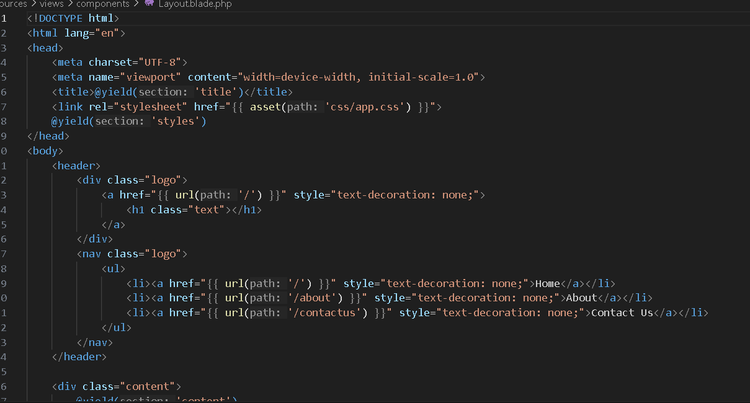 ources > views > components > Layout.blade.php
1 <!DOCTYPE html>
2 <html lang="en">
3 <head>
4 <meta charset="UTF-8">
5 <meta name="viewport" content="width=device-width, initial-scale=1.0">
6 <title>@yield(section: 'title')</title>
7 <link rel="stylesheet" href="{{ asset(path: 'css/app.css') }}">
8 @yield(section: 'styles')
9 </head>
0 <body>
1 <header>
2 <div class="logo">
3 <a href="{{ url(path: '/') }}" style="text-decoration: none;">
4 <h1 class="text"></h1>
5 </a>
6 </div>
7 <nav class="logo">
8 <ul>
9 <li><a href="{{ url(path: '/') }}" style="text-decoration: none;">Home</a></li>
0 <li><a href="{{ url(path: '/about') }}" style="text-decoration: none;">About</a></li>
1 <li><a href="{{ url(path: '/contactus') }}" style="text-decoration: none;">Contact Us</a></li>
2 </ul>
3 </nav>
4 </header>
5
6 <div class="content">
7 @yield(section: 'content')